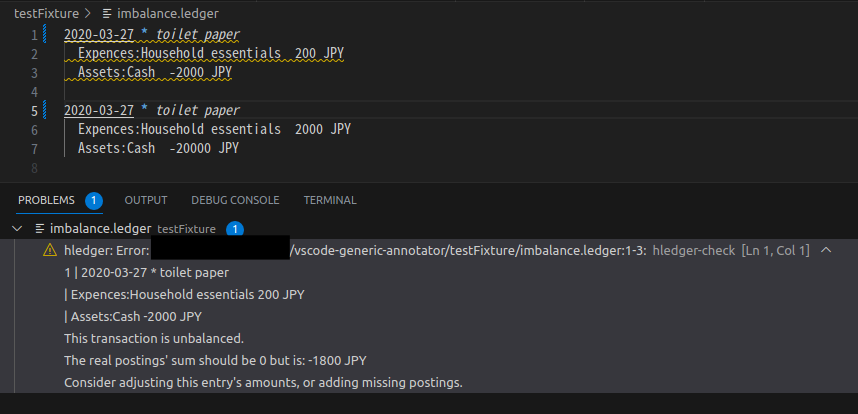 testFixture > imbalance.ledger
1 2020-03-27 * toilet paper
2 Expences:Household essentials  200 JPY
3 Assets:Cash  -2000 JPY
4
5 2020-03-27 * toilet paper
6 Expences:Household essentials  2000 JPY
7 Assets:Cash  -20000 JPY
8
PROBLEMS 1 OUTPUT DEBUG CONSOLE TERMINAL
imbalance.ledger testFixture 1
hledger: Error: /vscode-generic-annotator/testFixture/imbalance.ledger:1-3: hledger-check [Ln 1, Col 1]
1 | 2020-03-27 * toilet paper
| Expences:Household essentials 200 JPY
| Assets:Cash -2000 JPY
This transaction is unbalanced.
The real postings' sum should be 0 but is: -1800 JPY
Consider adjusting this entry's amounts, or adding missing postings.